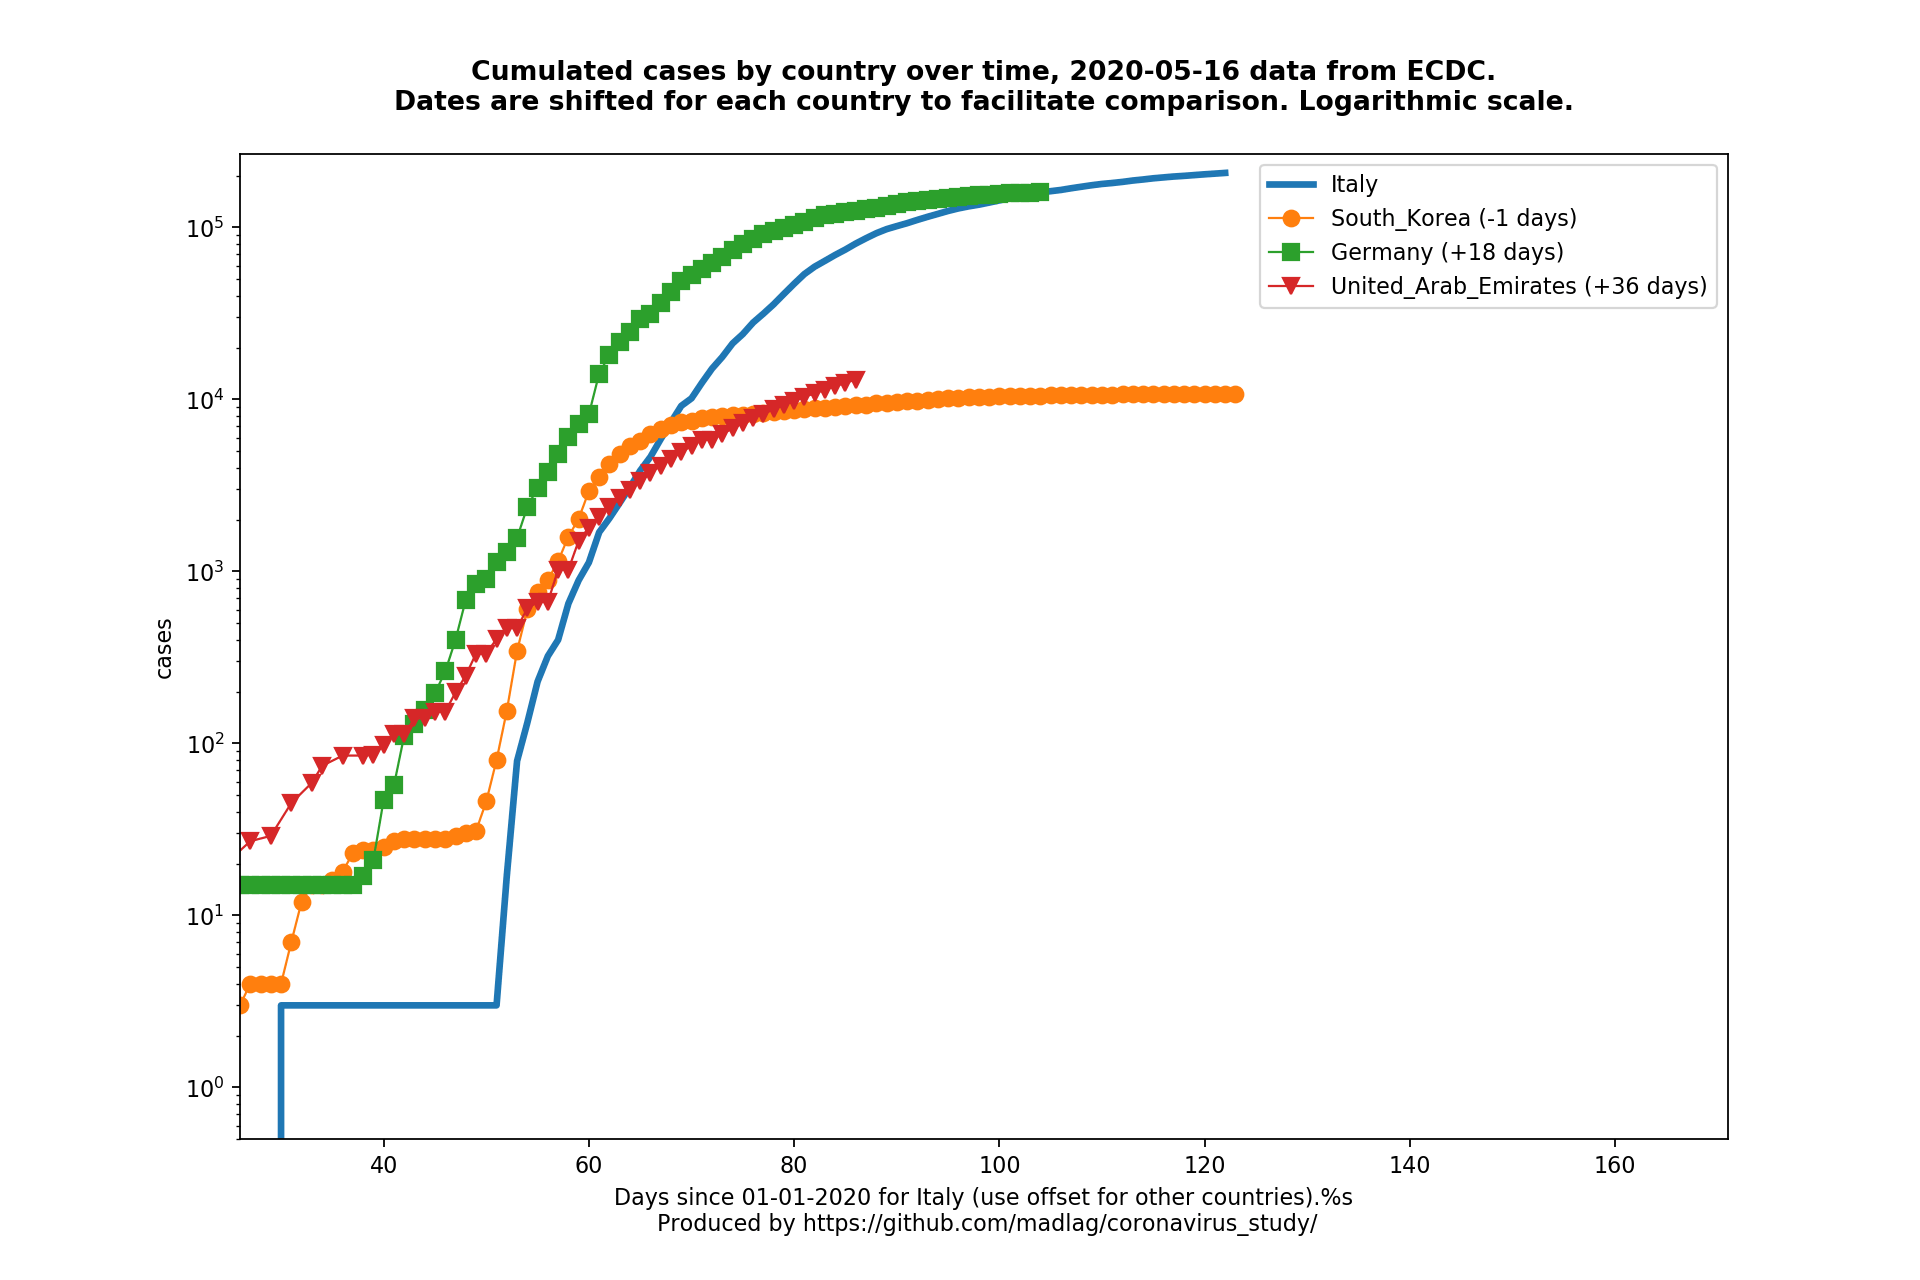 Cumulated cases by country over time, 2020-05-16 data from ECDC.
Dates are shifted for each country to facilitate comparison. Logarithmic scale.
Italy
South_Korea (-1 days)
Germany (+18 days)
United_Arab_Emirates (+36 days)
10⁵
10⁴
10³
10²
10¹
10⁰
cases
40 60 80 100 120 140 160
Days since 01-01-2020 for Italy (use offset for other countries).%s
Produced by https://github.com/madlag/coronavirus_study/